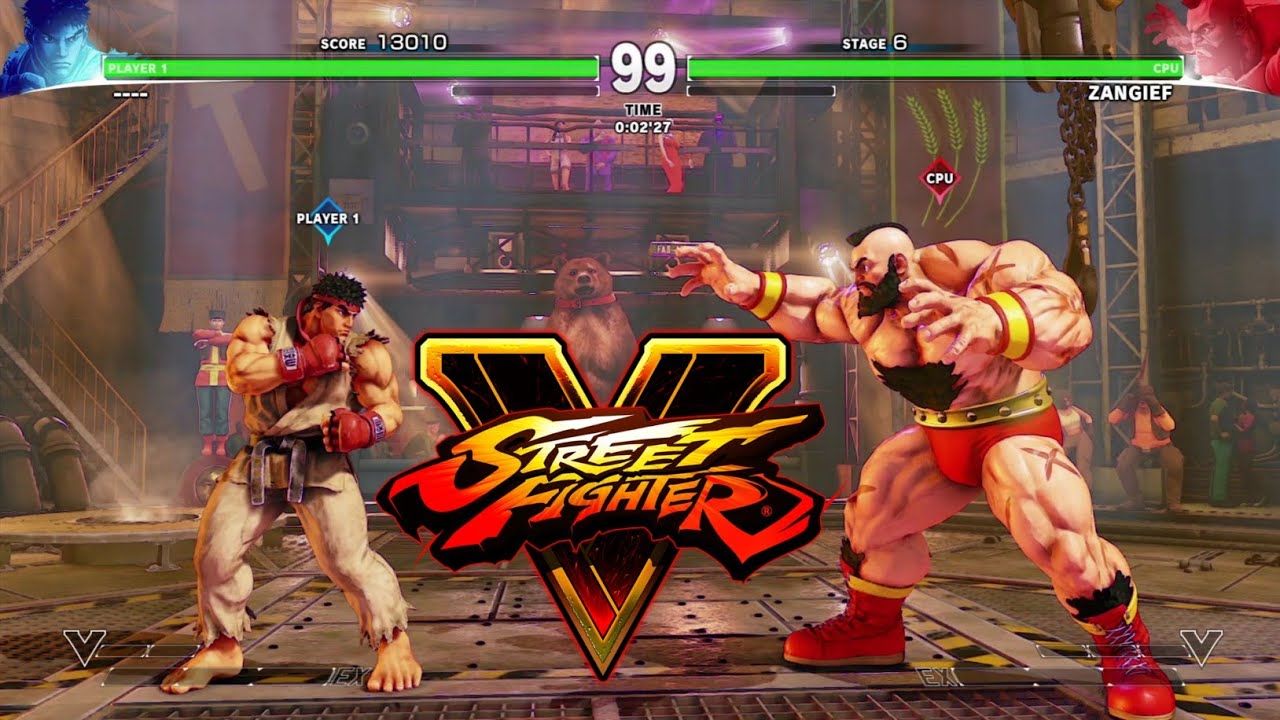 SCORE 13010
STAGE 6
PLAYER 1
99
CPU
----
ZANGIEF
TIME
0:02'27
CPU
PLAYER 1
V
STREET
FIGHTER®
V
V
EX
EX